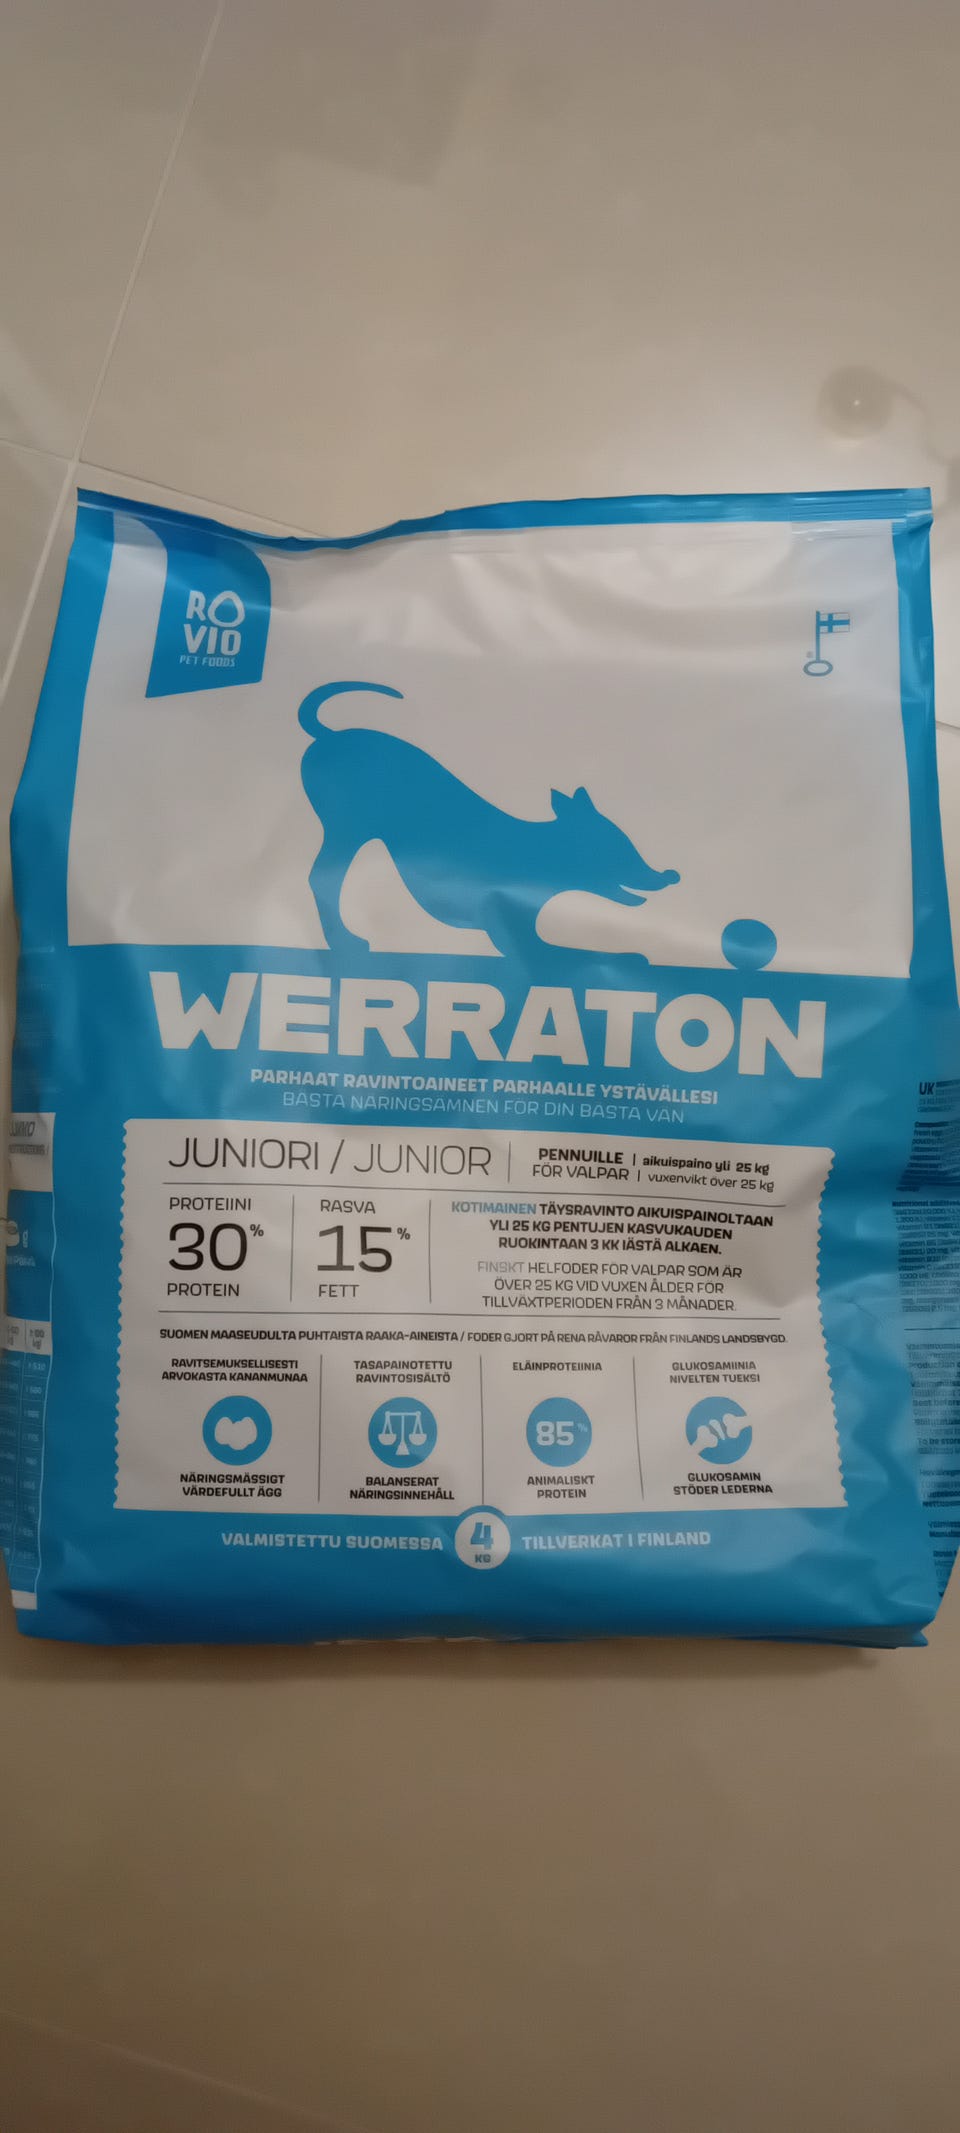 RO
VIO
PET FOODS
WERRATON
PARHAAT RAVINTOAINEET PARHAALLE YSTÄVÄLLESI
BÄSTA NÄRINGSÄMNEN FÖR DIN BÄSTA VÄN
JUNIORI / JUNIOR
PENNUILLE | aikuispaino yli 25 kg
FÖR VALPAR | vuxenvikt över 25 kg
PROTEIINI
30%
PROTEIN
RASVA
15%
FETT
KOTIMAINEN TÄYSRAVINTO AIKUISPAINOLTAAN
YLI 25 KG PENTUJEN KASVUKAUDEN
RUOKINTAAN 3 KK IÄSTÄ ALKAEN.
FINSKT HELFODER FÖR VALPAR SOM ÄR
ÖVER 25 KG VID VUXEN ÅLDER FÖR
TILLVÄXTPERIODEN FRÅN 3 MÅNADER.
SUOMEN MAASEUDULTA PUHTAISTA RAAKA-AINEISTA / FODER GJORT PÅ RENA RÅVAROR FRÅN FINLANDS LANDSBYGD.
RAVITSEMUKSELLISESTI
ARVOKASTA KANANMUNAA
NÄRINGSMÄSSIGT
VÄRDEFULLT ÄGG
TASAPAINOTETTU
RAVINTOSISÄLTÖ
BALANSERAT
NÄRINGSINNEHÅLL
ELÄINPROTEIINIA
85%
ANIMALISKT
PROTEIN
GLUKOSAMIINIA
NIVELTEN TUEKSI
GLUKOSAMIN
STÖDER LEDERNA
VALMISTETTU SUOMESSA
4
KG
TILLVERKAT I FINLAND
UK